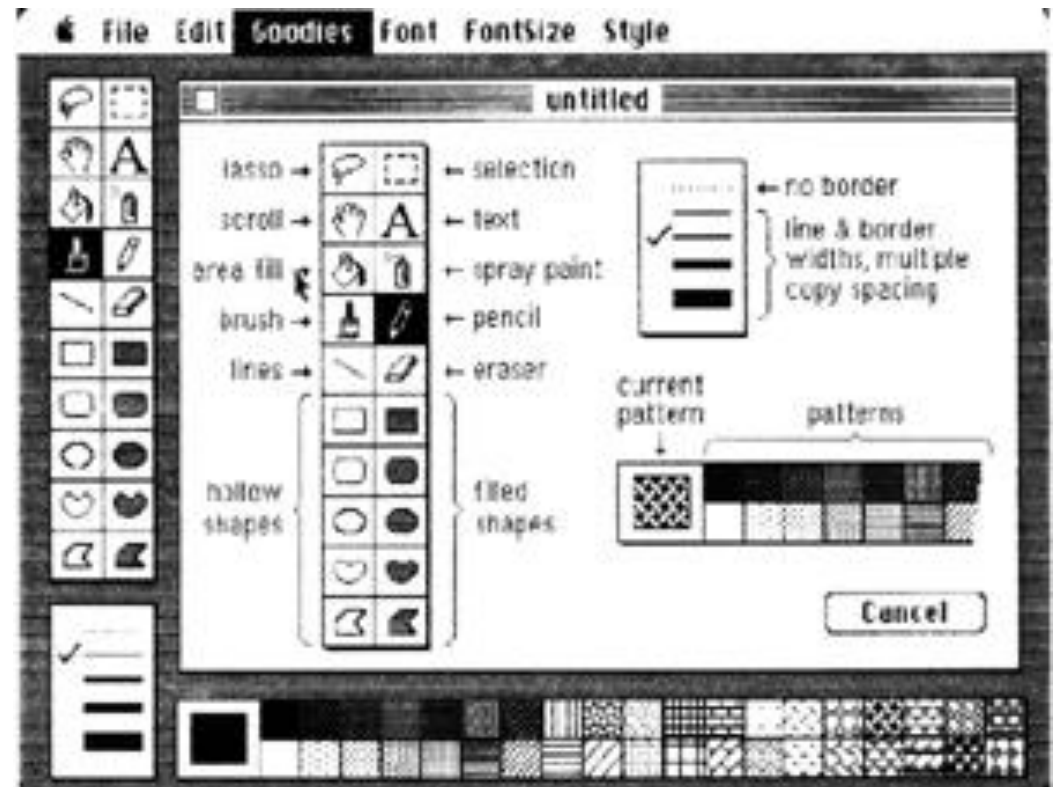 File Edit Goodies Font FontSize Style
untitled
lasso
selection
scroll
A
A
text
area fill
spray paint
brush
pencil
lines
eraser
hollow
shapes
filled
shapes
no border
line & border
widths, multiple
copy spacing
current
pattern
patterns
Cancel